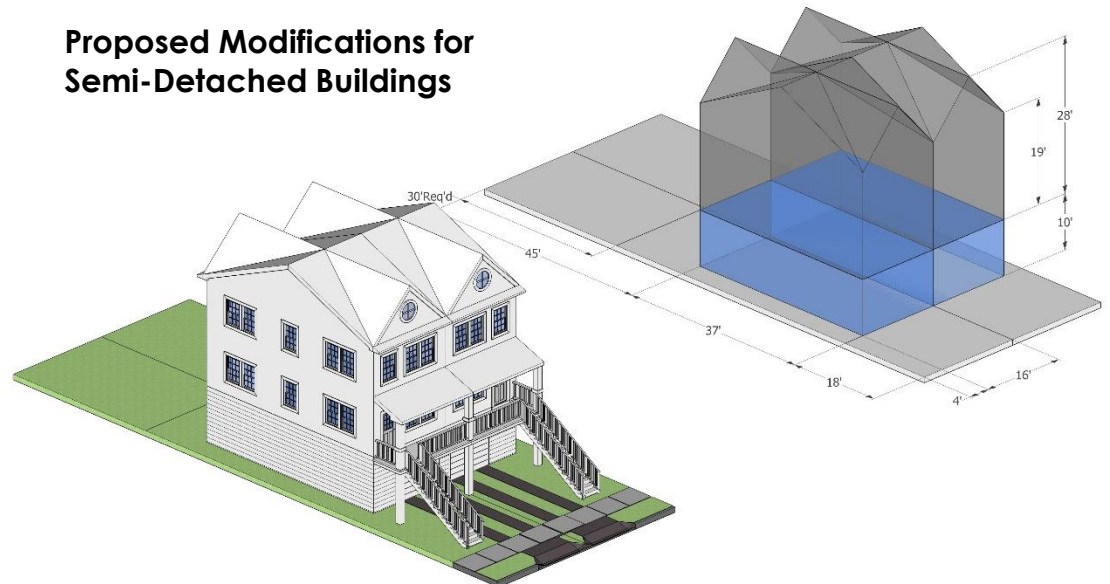 Proposed Modifications for
Semi-Detached Buildings
28'
19'
30'Req'd
10'
45'
37'
18'
16'
4'